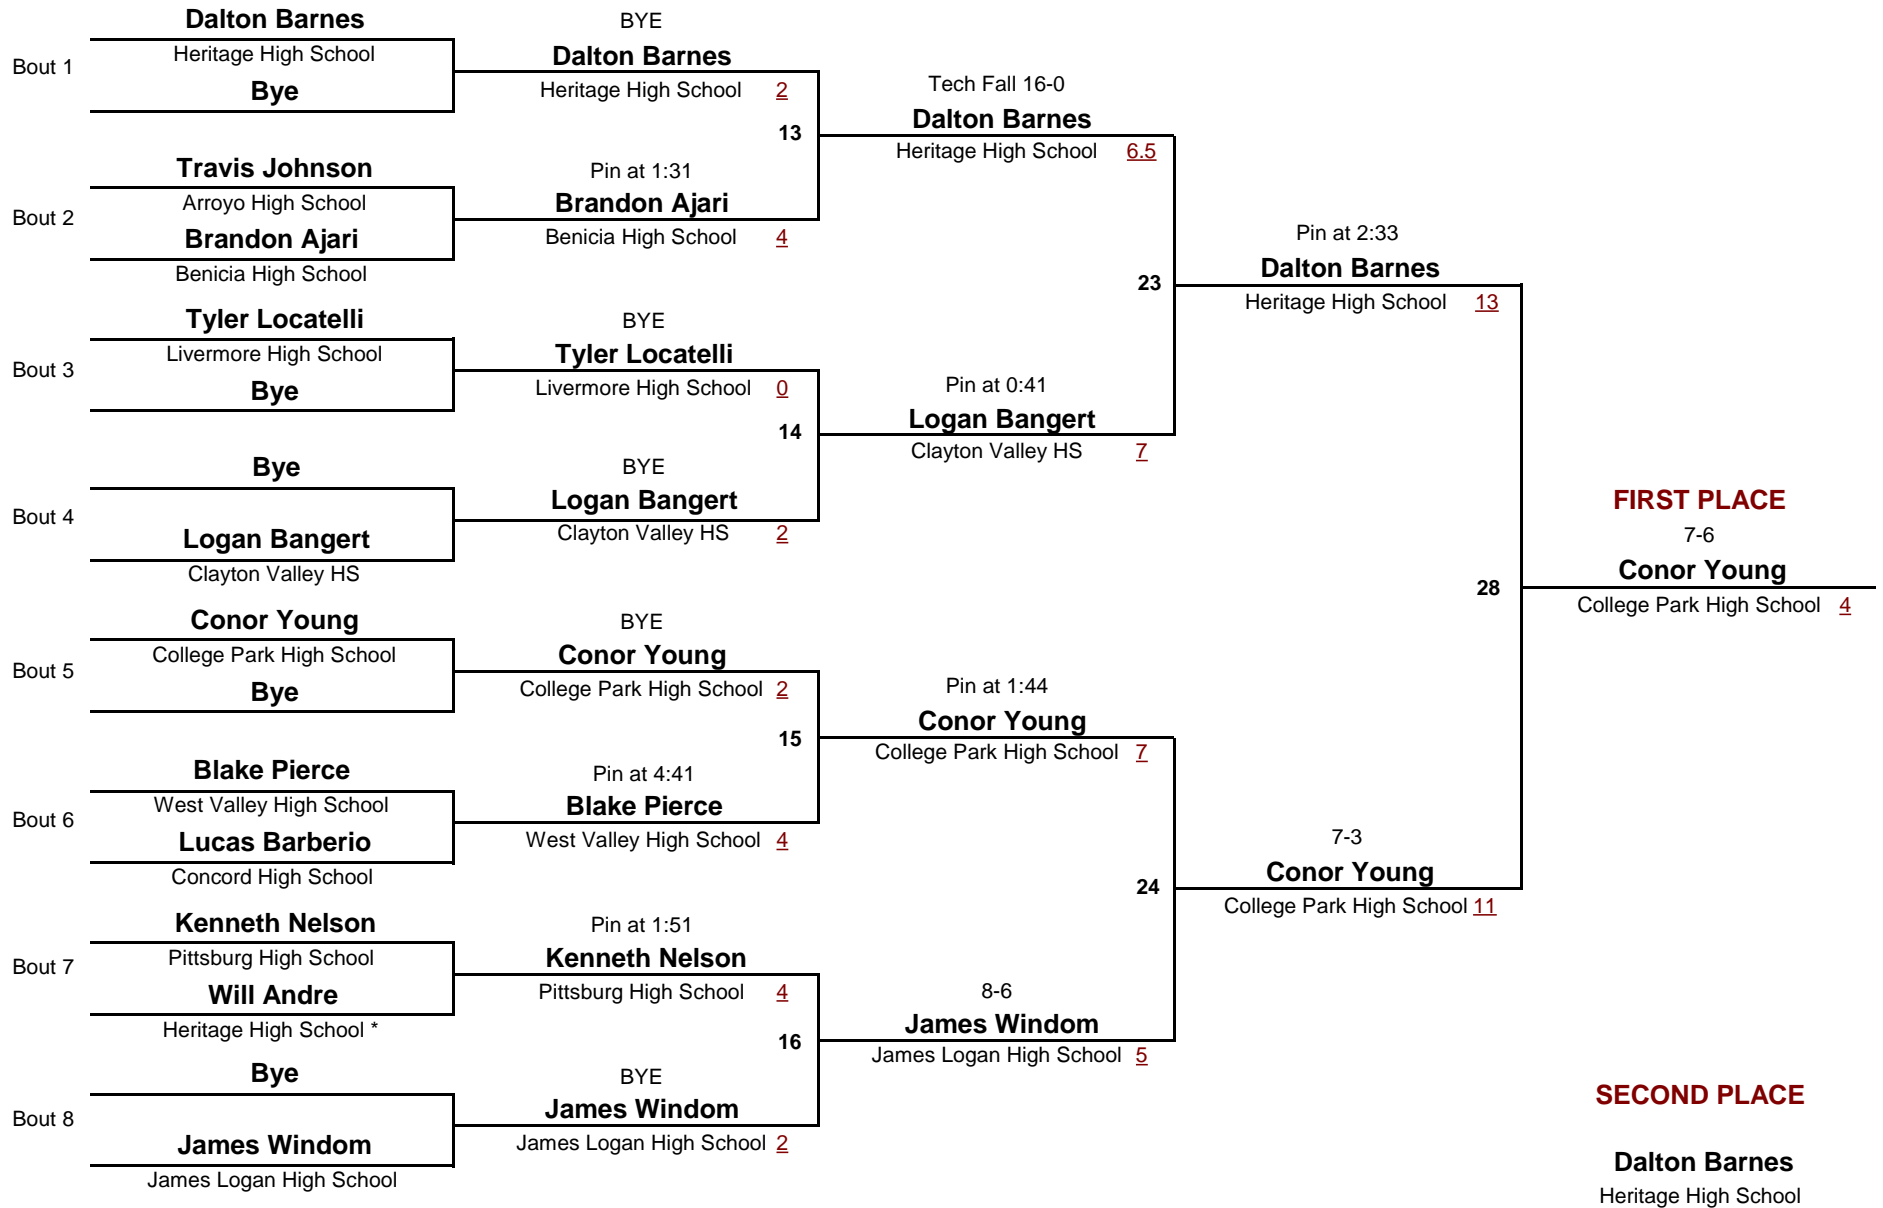 Bout 1
Dalton Barnes
Heritage High School
Bye
Bout 2
Travis Johnson
Arroyo High School
Brandon Ajari
Benicia High School
Bout 3
Tyler Locatelli
Livermore High School
Bye
Bout 4
Bye
Logan Bangert
Clayton Valley HS
Bout 5
Conor Young
College Park High School
Bye
Bout 6
Blake Pierce
West Valley High School
Lucas Barberio
Concord High School
Bout 7
Kenneth Nelson
Pittsburg High School
Will Andre
Heritage High School *
Bout 8
Bye
James Windom
James Logan High School
BYE
Dalton Barnes
Heritage High School 2
13
Pin at 1:31
Brandon Ajari
Benicia High School 4
BYE
Tyler Locatelli
Livermore High School 0
14
BYE
Logan Bangert
Clayton Valley HS 2
BYE
Conor Young
College Park High School 2
15
Pin at 4:41
Blake Pierce
West Valley High School 4
Pin at 1:51
Kenneth Nelson
Pittsburg High School 4
16
BYE
James Windom
James Logan High School 2
Tech Fall 16-0
Dalton Barnes
Heritage High School 6.5
23
Pin at 0:41
Logan Bangert
Clayton Valley HS 7
Pin at 1:44
Conor Young
College Park High School 7
24
8-6
James Windom
James Logan High School 5
Pin at 2:33
Dalton Barnes
Heritage High School 13
28
7-3
Conor Young
College Park High School 11
FIRST PLACE
7-6
Conor Young
College Park High School 4
SECOND PLACE
Dalton Barnes
Heritage High School